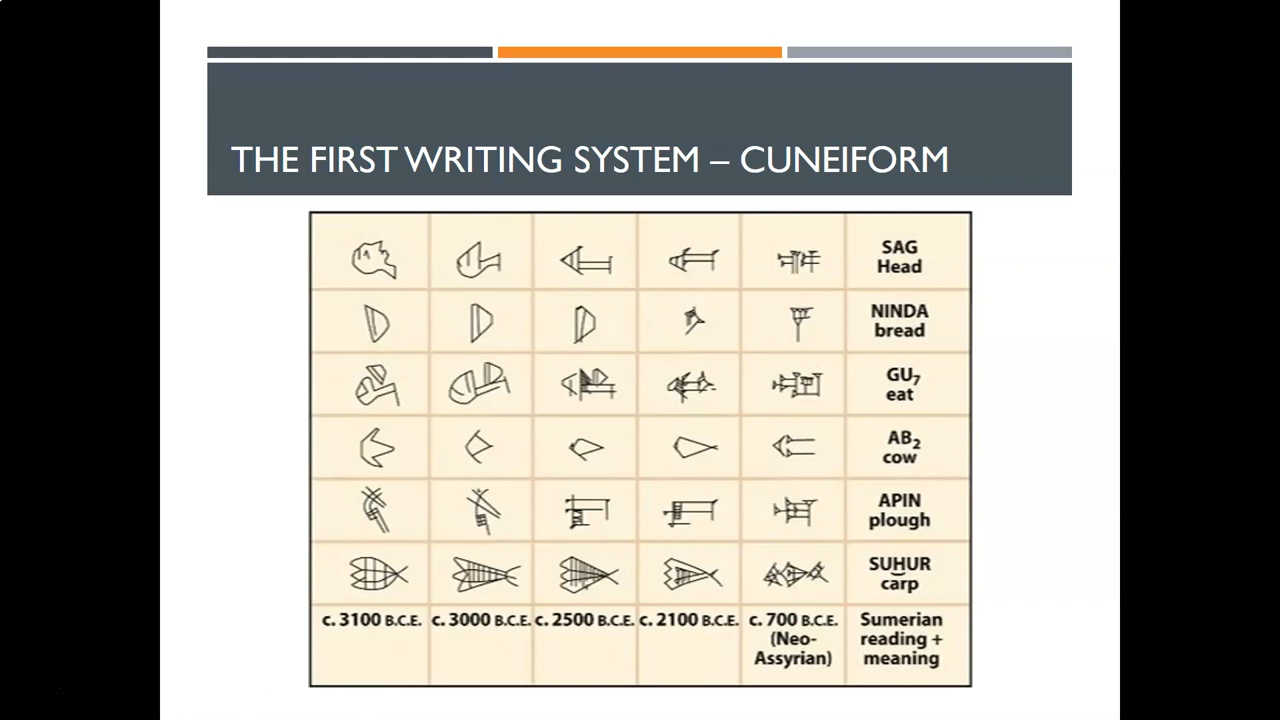 THE FIRST WRITING SYSTEM – CUNEIFORM
SAG
Head
NINDA
bread
GU₇
eat
AB₂
cow
APIN
plough
SUḪUR
carp
c. 3100 B.C.E. c. 3000 B.C.E. c. 2500 B.C.E. c. 2100 B.C.E. c. 700 B.C.E. Sumerian
(Neo- reading +
Assyrian) meaning